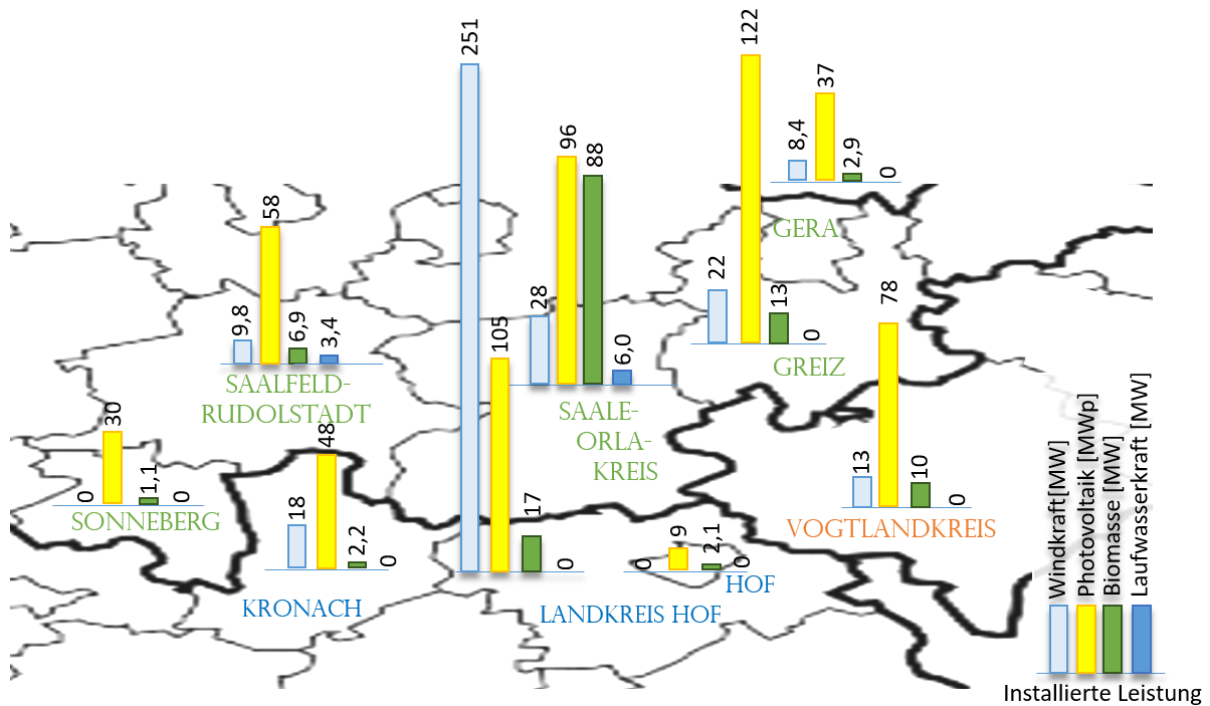 251
122
37
8,4
2,9
0
GERA
96
88
28
6,0
SAALE-
ORLA-
KREIS
58
9,8
6,9
3,4
SAALFELD-
RUDOLSTADT
22
13
0
GREIZ
78
13
10
0
VOGTLANDKREIS
30
0
1,1
0
SONNEBERG
48
18
2,2
0
KRONACH
105
17
0
LANDKREIS HOF
0
9
2,1
0
HOF
Windkraft[MW]
Photovoltaik [MWp]
Biomasse [MW]
Laufwasserkraft [MW]
Installierte Leistung